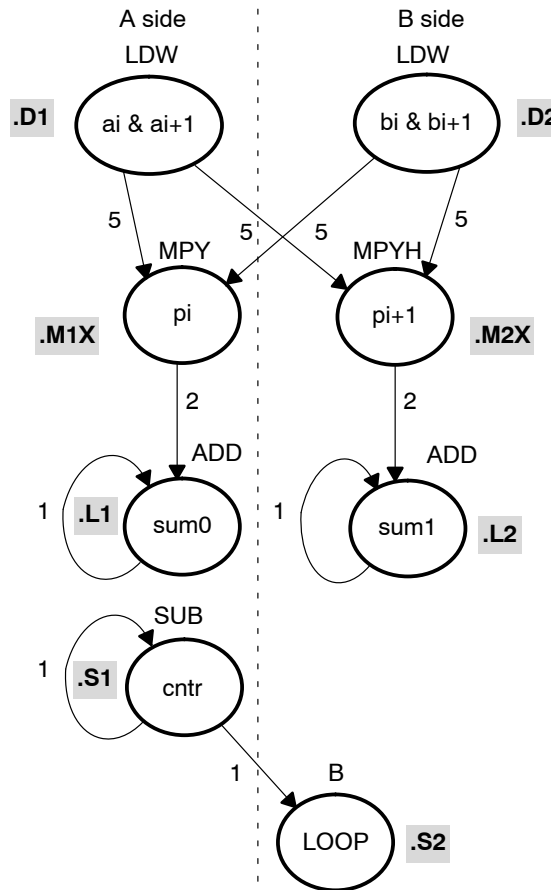 A side B side
LDW LDW
.D1 ai & ai+1 bi & bi+1 .D2
5 5 5 5
MPY MPYH
pi pi+1
.M1X .M2X
2 2
ADD ADD
1 .L1 sum0 1 sum1 .L2
SUB
1 .S1 cntr
1 B
LOOP .S2